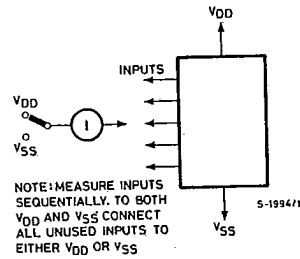 VDD
INPUTS
VDD
I
VSS
NOTE: MEASURE INPUTS
SEQUENTIALLY. TO BOTH
VDD AND VSS CONNECT
ALL UNUSED INPUTS TO
EITHER VDD OR VSS
S-1994/1
VSS